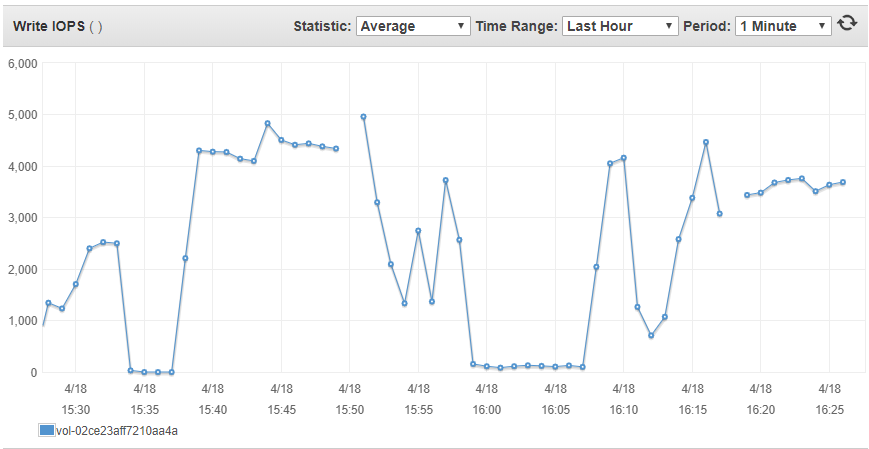 Write IOPS ( ) Statistic: Average Time Range: Last Hour Period: 1 Minute
6,000
5,000
4,000
3,000
2,000
1,000
0
4/18 4/18 4/18 4/18 4/18 4/18 4/18 4/18 4/18 4/18 4/18 4/18
15:30 15:35 15:40 15:45 15:50 15:55 16:00 16:05 16:10 16:15 16:20 16:25
vol-02ce23aff7210aa4a